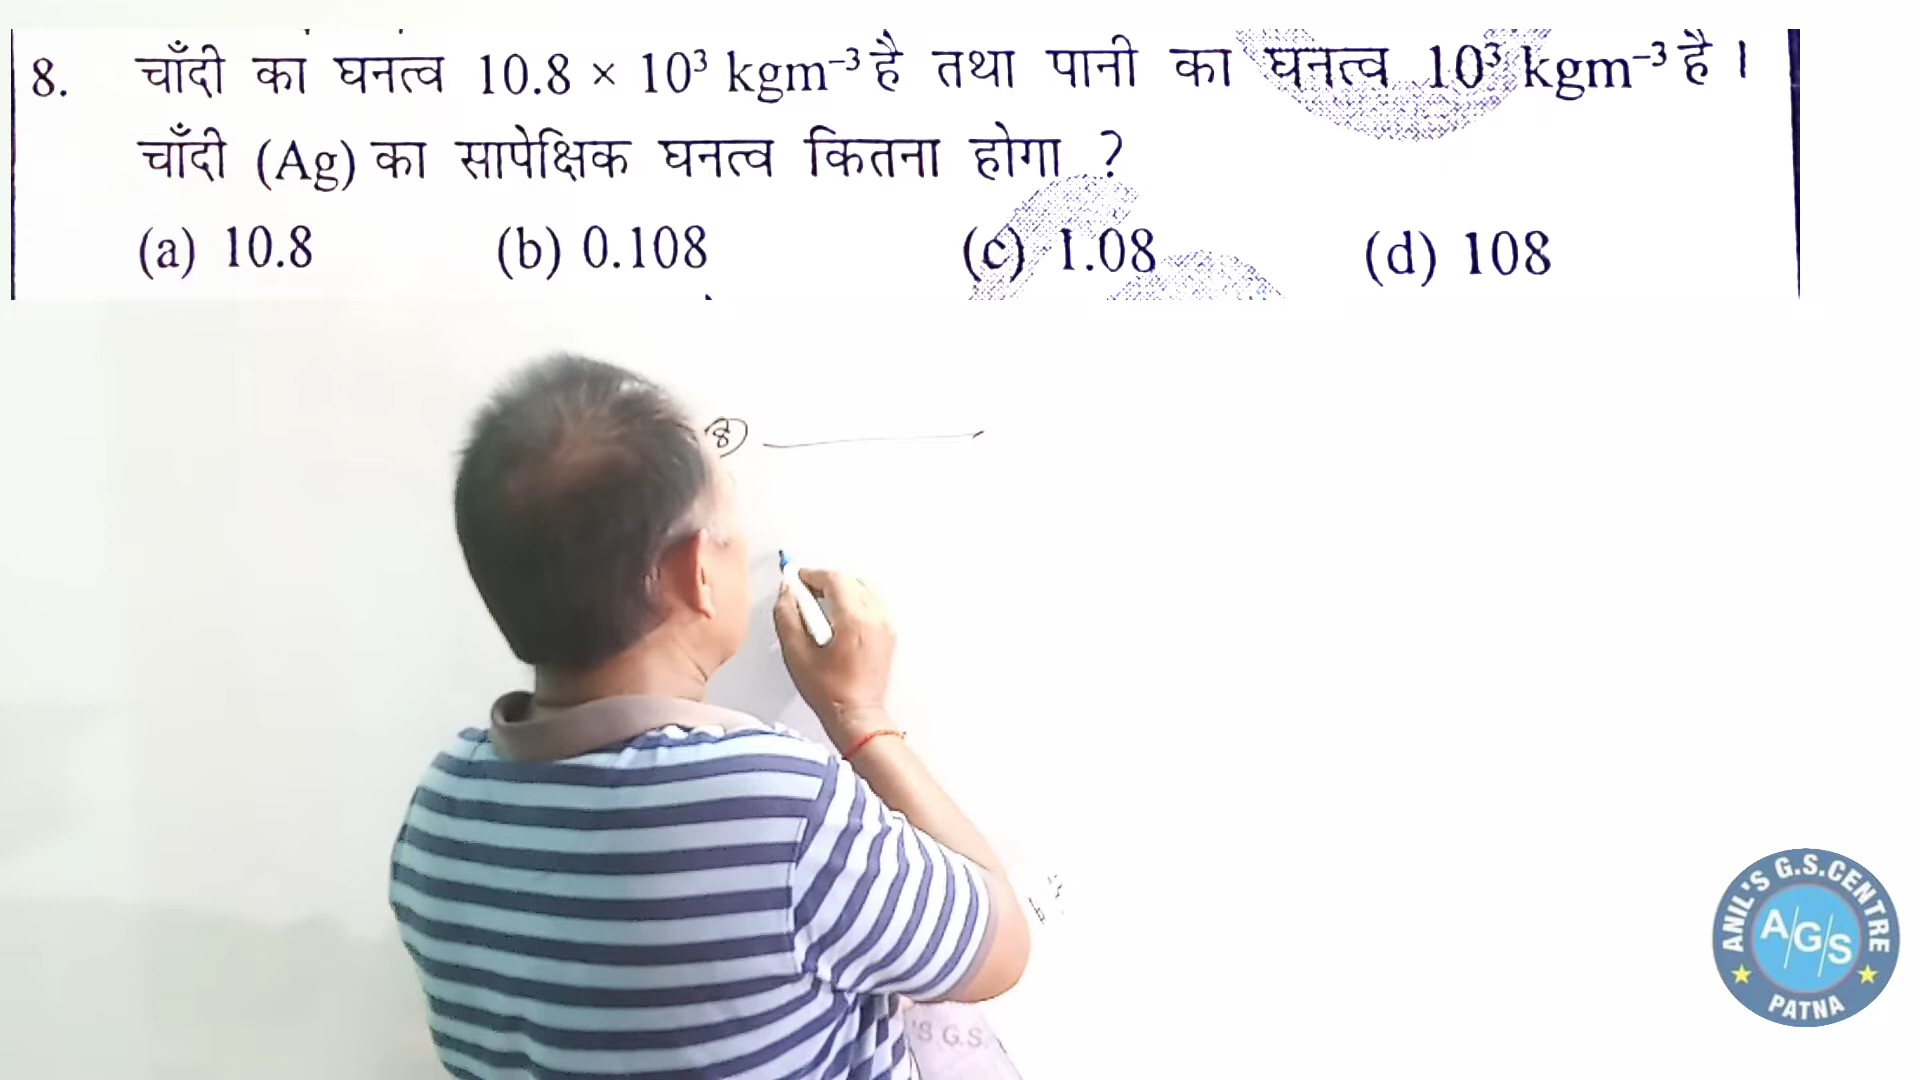 8. चाँदी का घनत्व 10.8 × 10³ kgm⁻³ है तथा पानी का घनत्व 10³ kgm⁻³ है ।
चाँदी (Ag) का सापेक्षिक घनत्व कितना होगा ?
(a) 10.8 (b) 0.108 (c) 1.08 (d) 108
8
ANIL'S G.S.CENTRE
A/G/S
PATNA
'S G.S.